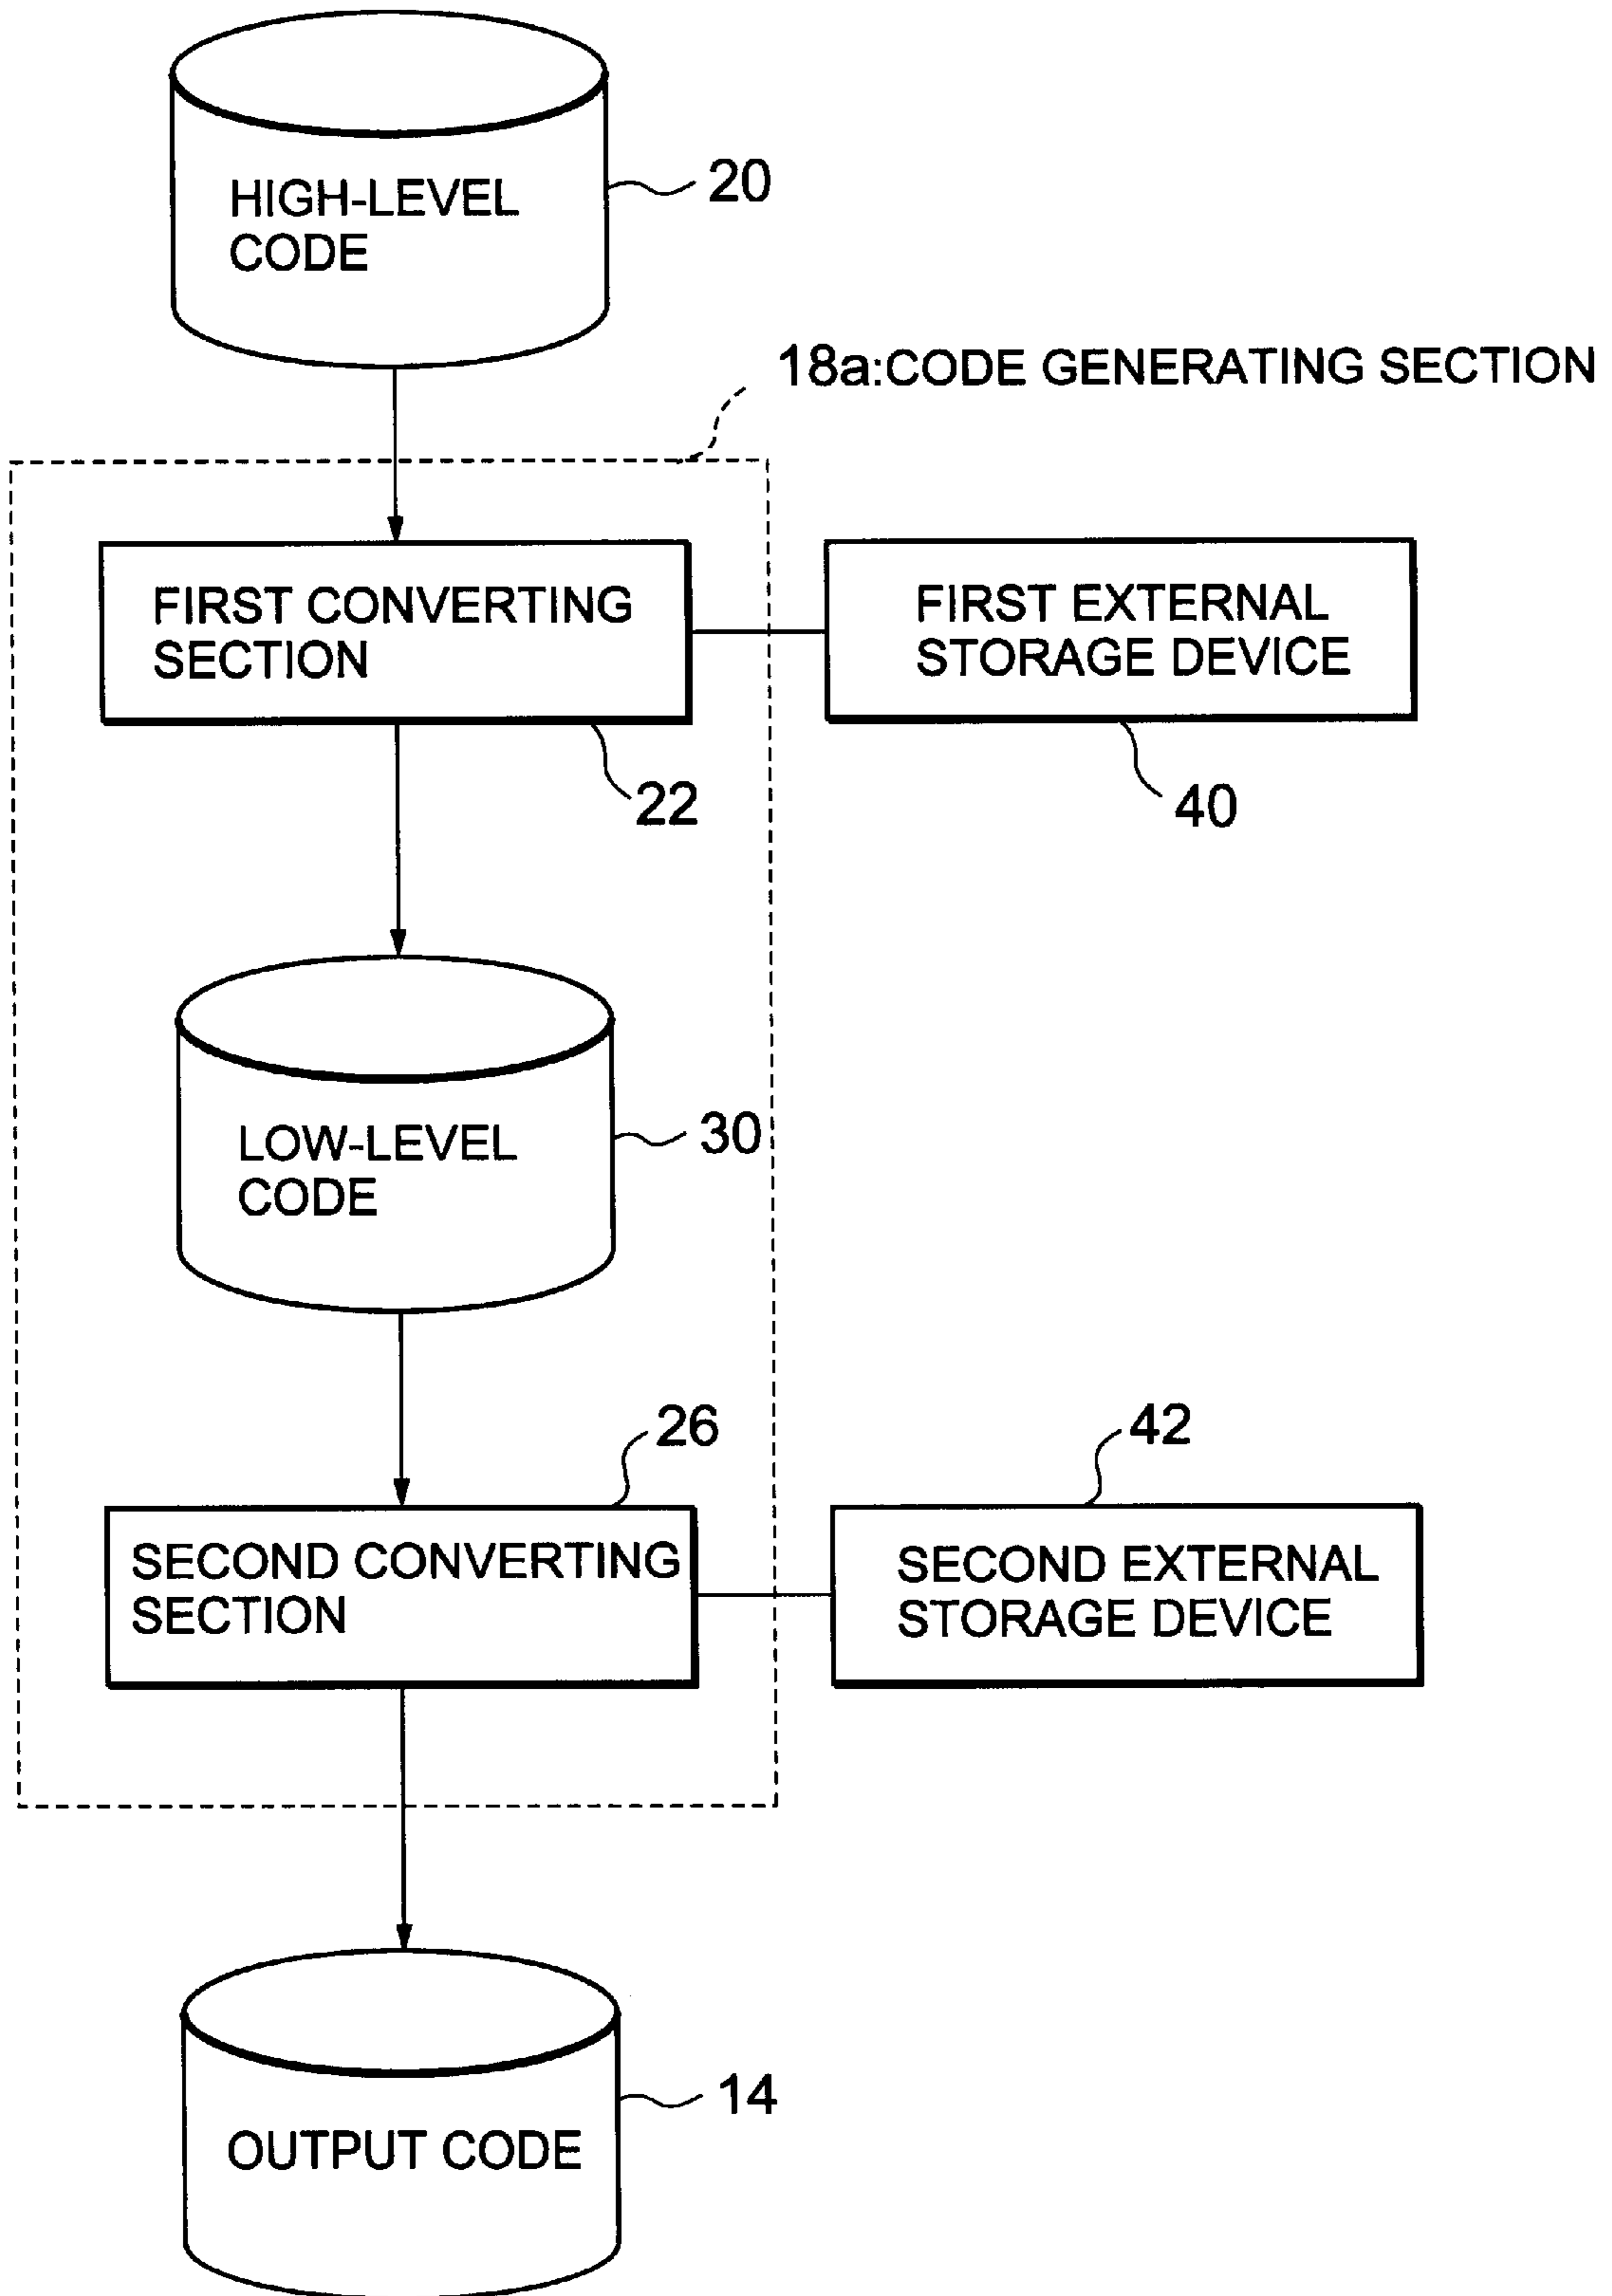 HIGH-LEVEL
CODE
20
18a:CODE GENERATING SECTION
FIRST CONVERTING
SECTION
22
FIRST EXTERNAL
STORAGE DEVICE
40
LOW-LEVEL
CODE
30
26
SECOND CONVERTING
SECTION
42
SECOND EXTERNAL
STORAGE DEVICE
14
OUTPUT CODE